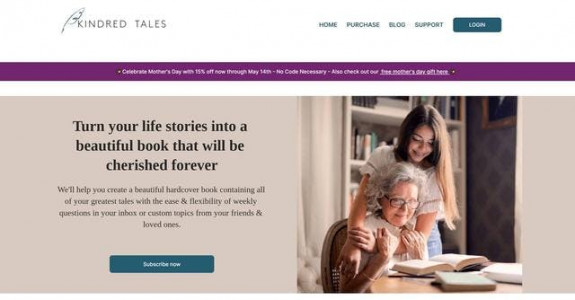 KINDRED TALES
HOME PURCHASE BLOG SUPPORT LOGIN
Celebrate Mother's Day with 15% off now through May 14th - No Code Necessary - Also check out our free mother's day gift here.
Turn your life stories into a
beautiful book that will be
cherished forever
We'll help you create a beautiful hardcover book containing all
of your greatest tales with the ease & flexibility of weekly
questions in your inbox or custom topics from your friends &
loved ones.
Subscribe now